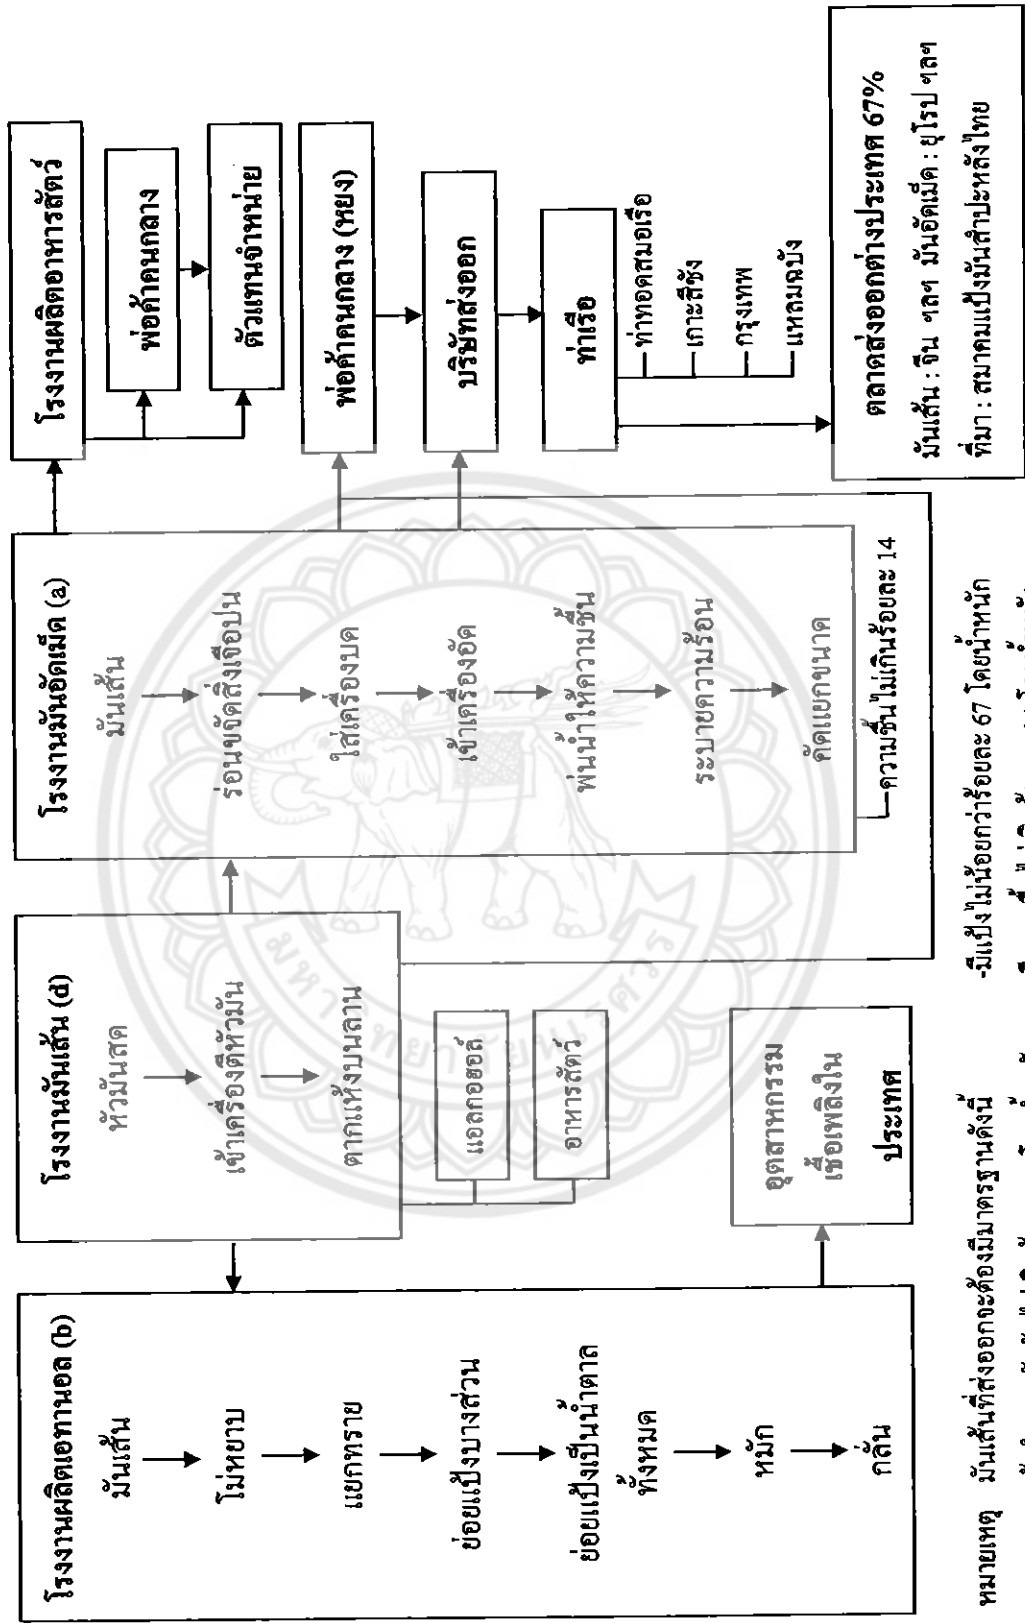 โรงงานผลิตเอทานอล (b)
มันเส้น
โม่หยาบ
แยกทราย
ย่อยแป้งบางส่วน
ย่อยแป้งเป็นน้ำตาล
ทั้งหมด
หมัก
กลั่น
โรงงานมันเส้น (d)
หัวมันสด
เข้าเครื่องตีหัวมัน
ตากแห้งบนลาน
แอลกอฮอล์
อาหารสัตว์
อุตสาหกรรม
เชื้อเพลิงใน
ประเทศ
โรงงานมันอัดเม็ด (a)
มันเส้น
ร่อนขจัดสิ่งเจือปน
ใส่เครื่องบด
เข้าเครื่องอัด
พ่นน้ำให้ความชื้น
ระบายความร้อน
คัดแยกขนาด
ความชื้นไม่เกินร้อยละ 14
โรงงานผลิตอาหารสัตว์
พ่อค้าคนกลาง
ตัวแทนจำหน่าย
พ่อค้าคนกลาง (หยง)
บริษัทส่งออก
ท่าเรือ
ท่าทอดสมอเรือ
เกาะสีชัง
กรุงเทพ
แหลมฉบัง
ตลาดส่งออกต่างประเทศ 67%
มันเส้น : จีน ฯลฯ มันอัดเม็ด : ยุโรป ฯลฯ
ที่มา : สมาคมแป้งมันสำปะหลังไทย
มหาวิทยาลัยนเรศวร
หมายเหตุ มันเส้นที่ส่งออกจะต้องมีมาตรฐานดังนี้ -มีแป้งไม่น้อยกว่าร้อยละ 67 โดยน้ำหนัก